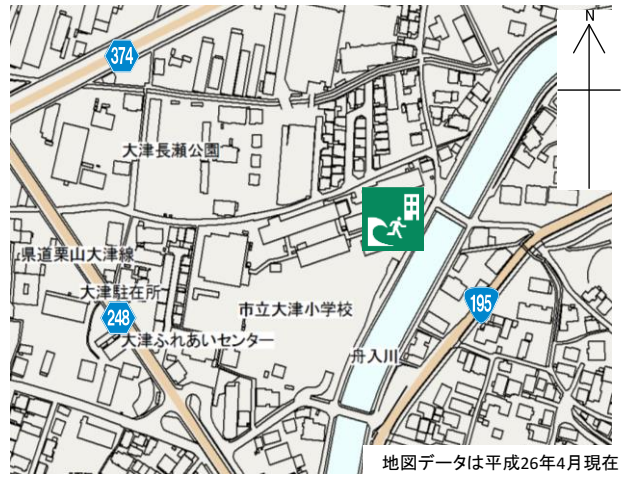 N
374
大津長瀬公園
県道栗山大津線
大津駐在所
248
大津ふれあいセンター
市立大津小学校
195
舟入川
地図データは平成26年4月現在